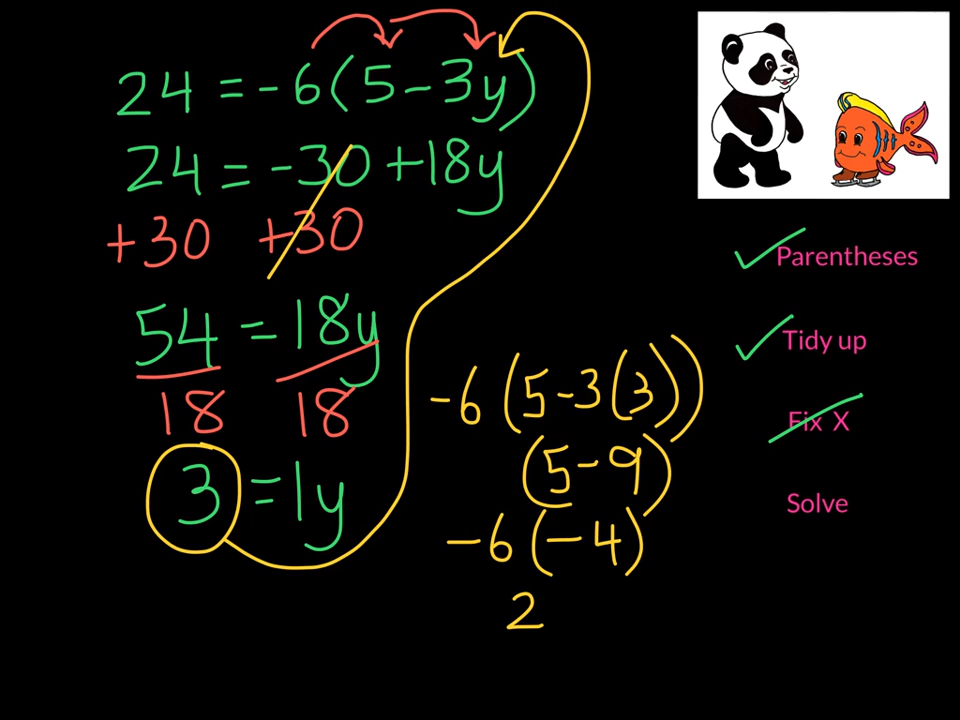 24 = -6(5 - 3y)
24 = -30 + 18y
+30 +30
54 = 18y
18 18
3 = 1y
-6(5-3(3))
(5-9)
-6(-4)
2
Parentheses
Tidy up
Fix X
Solve